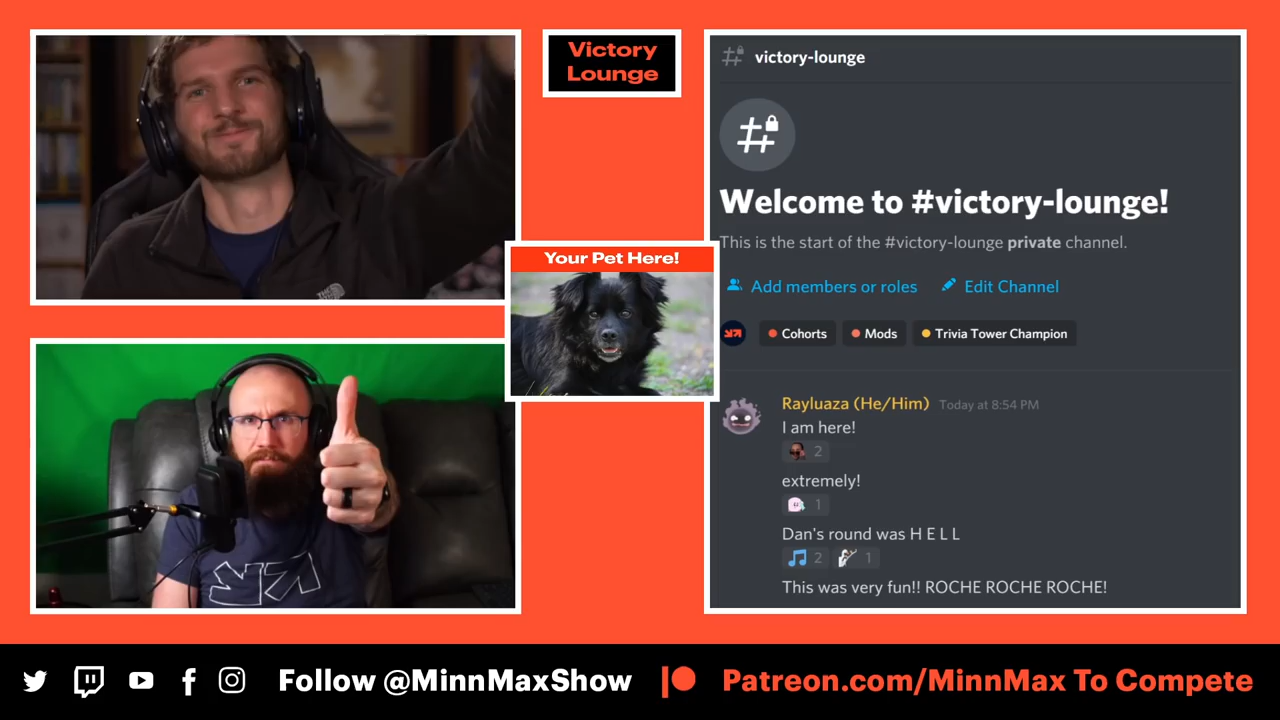 Victory
Lounge
Your Pet Here!
victory-lounge
Welcome to #victory-lounge!
This is the start of the #victory-lounge private channel.
Add members or roles
Edit Channel
Cohorts
Mods
Trivia Tower Champion
Rayluaza (He/Him) Today at 8:54 PM
I am here!
2
extremely!
1
Dan's round was H E L L
2
1
This was very fun!! ROCHE ROCHE ROCHE!
Follow @MinnMaxShow
Patreon.com/MinnMax To Compete